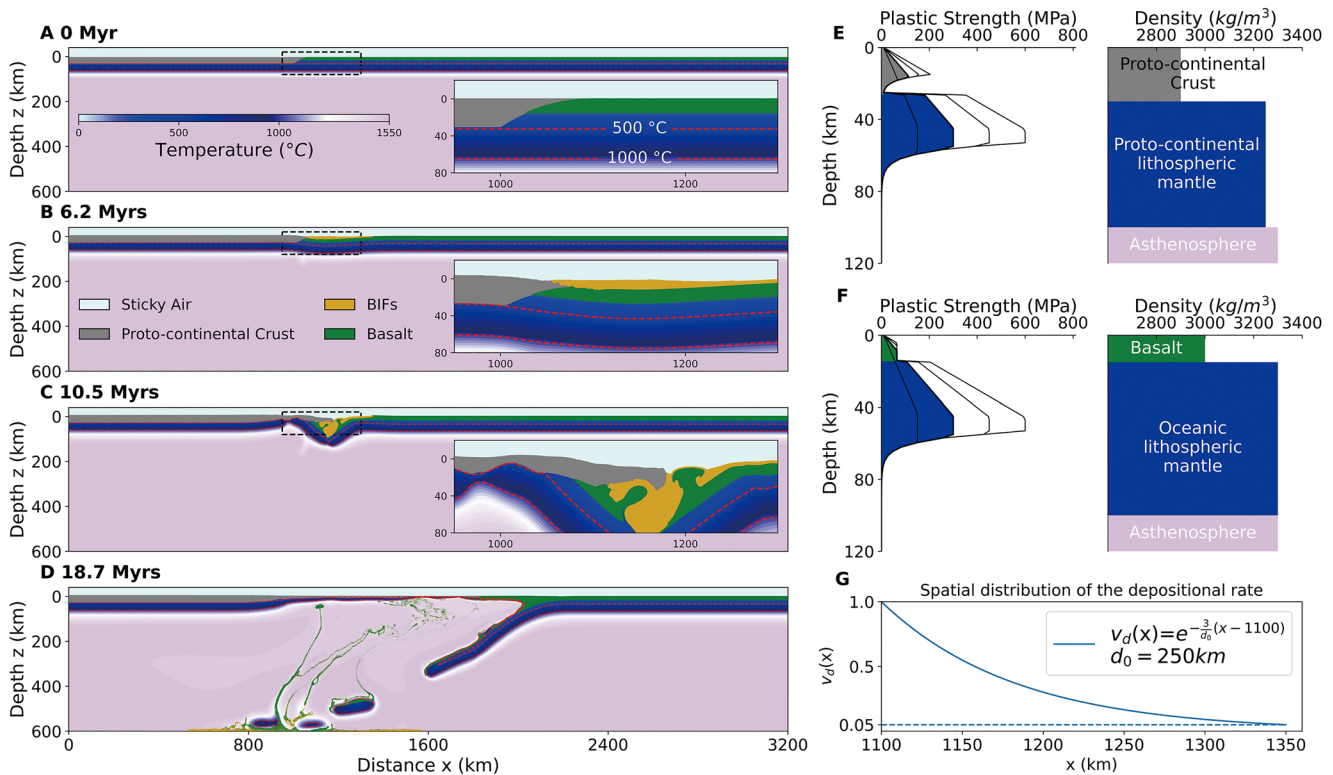 A 0 Myr
0
200
400
600
Depth z (km)
0
500
1000
1550
Temperature (°C)
0
40
80
500 °C
1000 °C
1000
1200
B 6.2 Myrs
0
200
400
600
Depth z (km)
Sticky Air
BIFs
Proto-continental Crust
Basalt
0
40
80
1000
1200
C 10.5 Myrs
0
200
400
600
Depth z (km)
0
40
80
1000
1200
D 18.7 Myrs
0
200
400
600
Depth z (km)
0
800
1600
2400
3200
Distance x (km)
E
Plastic Strength (MPa)
0
200
400
600
800
0
40
80
120
Depth (km)
Density (kg/m³)
2800
3000
3200
3400
Proto-continental
Crust
Proto-continental
lithospheric
mantle
Asthenosphere
F
Plastic Strength (MPa)
0
200
400
600
800
0
40
80
120
Depth (km)
Density (kg/m³)
2800
3000
3200
3400
Basalt
Oceanic
lithospheric
mantle
Asthenosphere
G
Spatial distribution of the depositional rate
1.0
0.5
0.05
v_d(x)
v_d(x)=e^{-\frac{3}{d_0}(x-1100)}
d_0 = 250km
1100
1150
1200
1250
1300
1350
x (km)